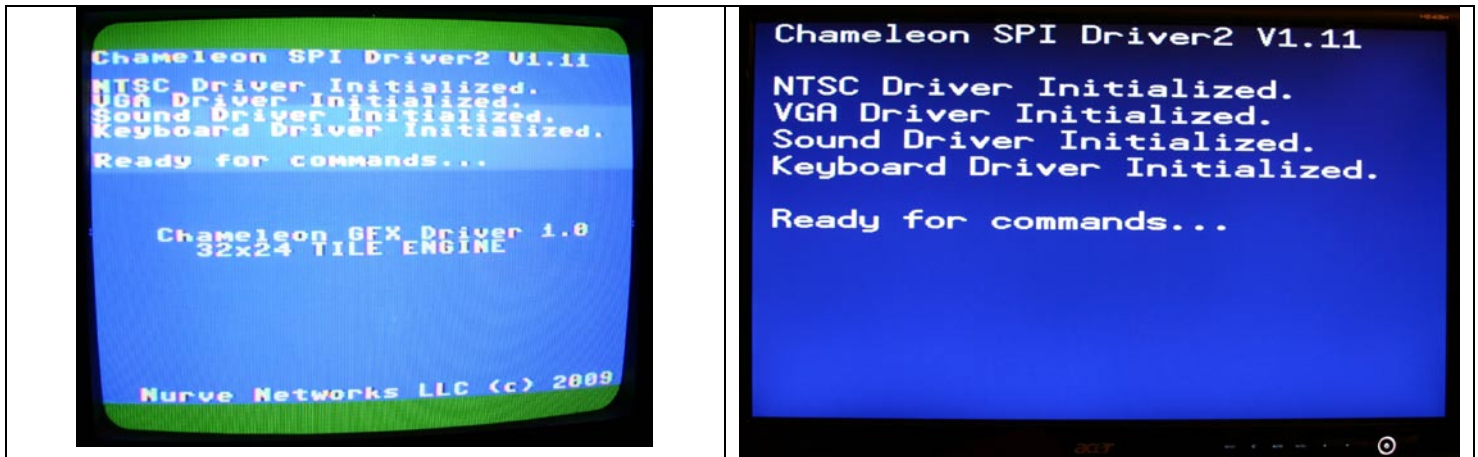 Chameleon SPI Driver2 V1.11
NTSC Driver Initialized.
VGA Driver Initialized.
Sound Driver Initialized.
Keyboard Driver Initialized.
Ready for commands...
Chameleon GFX Driver 1.0
32x24 TILE ENGINE
Nurve Networks LLC (c) 2009
Chameleon SPI Driver2 V1.11
NTSC Driver Initialized.
VGA Driver Initialized.
Sound Driver Initialized.
Keyboard Driver Initialized.
Ready for commands...
acer